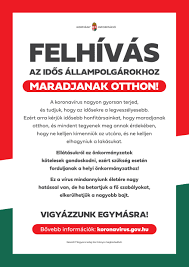 FELHÍVÁS
AZ IDŐS ÁLLAMPOLGÁROKHOZ
MARADJANAK OTTHON!
A koronavírus nagyon gyorsan terjed,
és tudjuk, hogy az idősekre a legveszélyesebb.
Ezért arra kérjük idősebb honfitársainkat, hogy maradjanak
otthon, és mindent tegyenek meg annak érdekében,
hogy ne keljen kimenniük az utcára, és ne kelljen
elhagyniuk a lakásukat.
Ellátásukról az önkormányzatok
kötelesek gondoskodni, ezért szükség esetén
forduljanak a helyi önkormányzathoz!
Ez a vírus mindannyiunk életére nagy
hatással van, de ha betartjuk a fő szabályokat,
elkerülhetjük a nagyobb bajt.
VIGYÁZZUNK EGYMÁSRA!
Bővebb információ: koronavirus.gov.hu